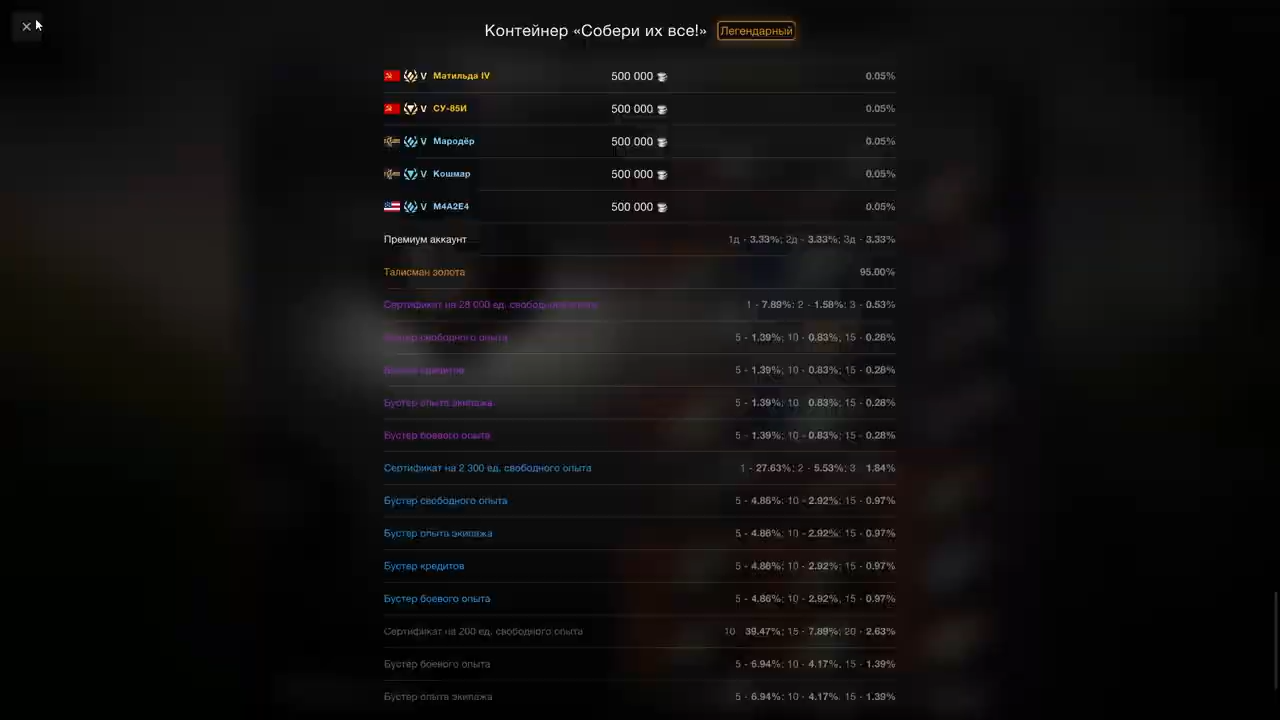 Контейнер «Собери их все!» Легендарный
V Матильда IV 500 000 0.05%
V СУ-85И 500 000 0.05%
V Мародёр 500 000 0.05%
V Кошмар 500 000 0.05%
V M4A2E4 500 000 0.05%
Премиум аккаунт 1д - 3.33%; 2д - 3.33%; 3д - 3.33%
Талисман золота 95.00%
Сертификат на 28 000 ед. свободного опыта 1 - 7.89%; 2 - 1.58%; 3 - 0.53%
Бустер свободного опыта 5 - 1.39%; 10 - 0.83%; 15 - 0.28%
Бустер кредитов 5 - 1.39%; 10 - 0.83%; 15 - 0.28%
Бустер опыта экипажа 5 - 1.39%; 10 - 0.83%; 15 - 0.28%
Бустер боевого опыта 5 - 1.39%; 10 - 0.83%; 15 - 0.28%
Сертификат на 2 300 ед. свободного опыта 1 - 27.63%; 2 - 5.53%; 3 - 1.84%
Бустер свободного опыта 5 - 4.86%; 10 - 2.92%; 15 - 0.97%
Бустер опыта экипажа 5 - 4.86%; 10 - 2.92%; 15 - 0.97%
Бустер кредитов 5 - 4.86%; 10 - 2.92%; 15 - 0.97%
Бустер боевого опыта 5 - 4.86%; 10 - 2.92%; 15 - 0.97%
Сертификат на 200 ед. свободного опыта 10 - 39.47%; 15 - 7.89%; 20 - 2.63%
Бустер боевого опыта 5 - 6.94%; 10 - 4.17%; 15 - 1.39%
Бустер опыта экипажа 5 - 6.94%; 10 - 4.17%; 15 - 1.39%